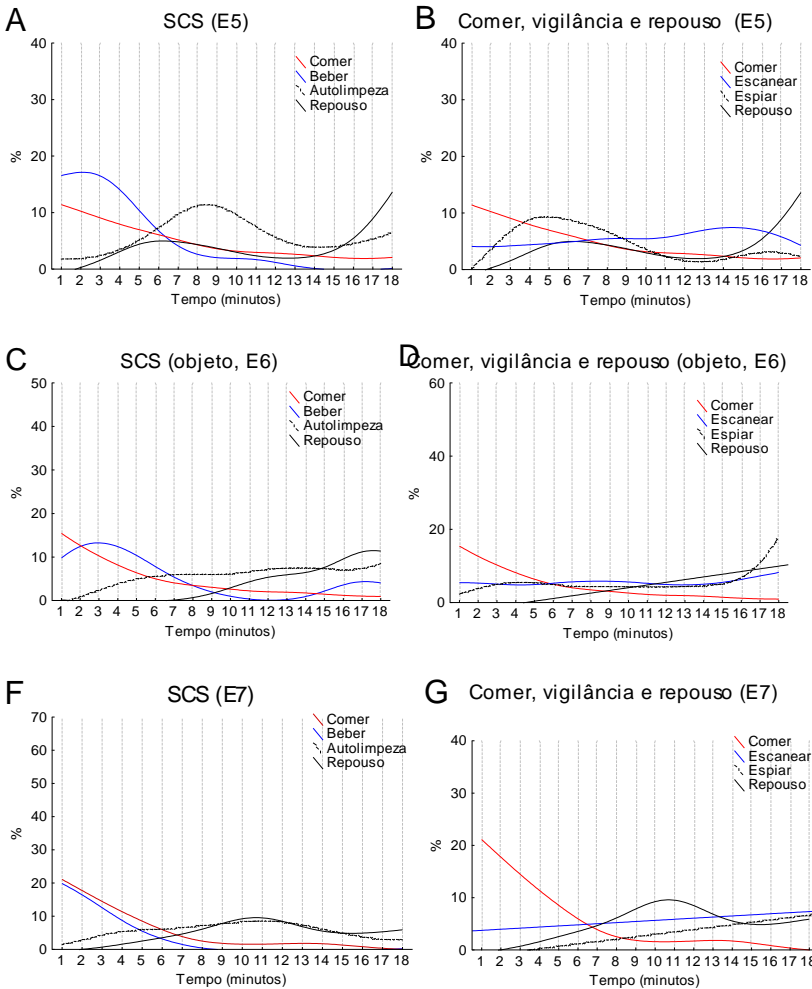 A
SCS (E5)
40
30
20
10
0
%
Comer
Beber
Autolimpeza
Repouso
1 2 3 4 5 6 7 8 9 10 11 12 13 14 15 16 17 18
Tempo (minutos)
B
Comer, vigilância e repouso (E5)
40
30
20
10
0
%
Comer
Escanear
Espiar
Repouso
1 2 3 4 5 6 7 8 9 10 11 12 13 14 15 16 17 18
Tempo (minutos)
C
SCS (objeto, E6)
50
40
30
20
10
0
%
Comer
Beber
Autolimpeza
Repouso
1 2 3 4 5 6 7 8 9 10 11 12 13 14 15 16 17 18
Tempo (minutos)
D
Comer, vigilância e repouso (objeto, E6)
60
40
20
0
%
Comer
Escanear
Espiar
Repouso
1 2 3 4 5 6 7 8 9 10 11 12 13 14 15 16 17 18
Tempo (minutos)
F
SCS (E7)
70
60
50
40
30
20
10
0
%
Comer
Beber
Autolimpeza
Repouso
1 2 3 4 5 6 7 8 9 10 11 12 13 14 15 16 17 18
Tempo (minutos)
G
Comer, vigilância e repouso (E7)
40
30
20
10
0
%
Comer
Escanear
Espiar
Repouso
1 2 3 4 5 6 7 8 9 10 11 12 13 14 15 16 17 18
Tempo (minutos)